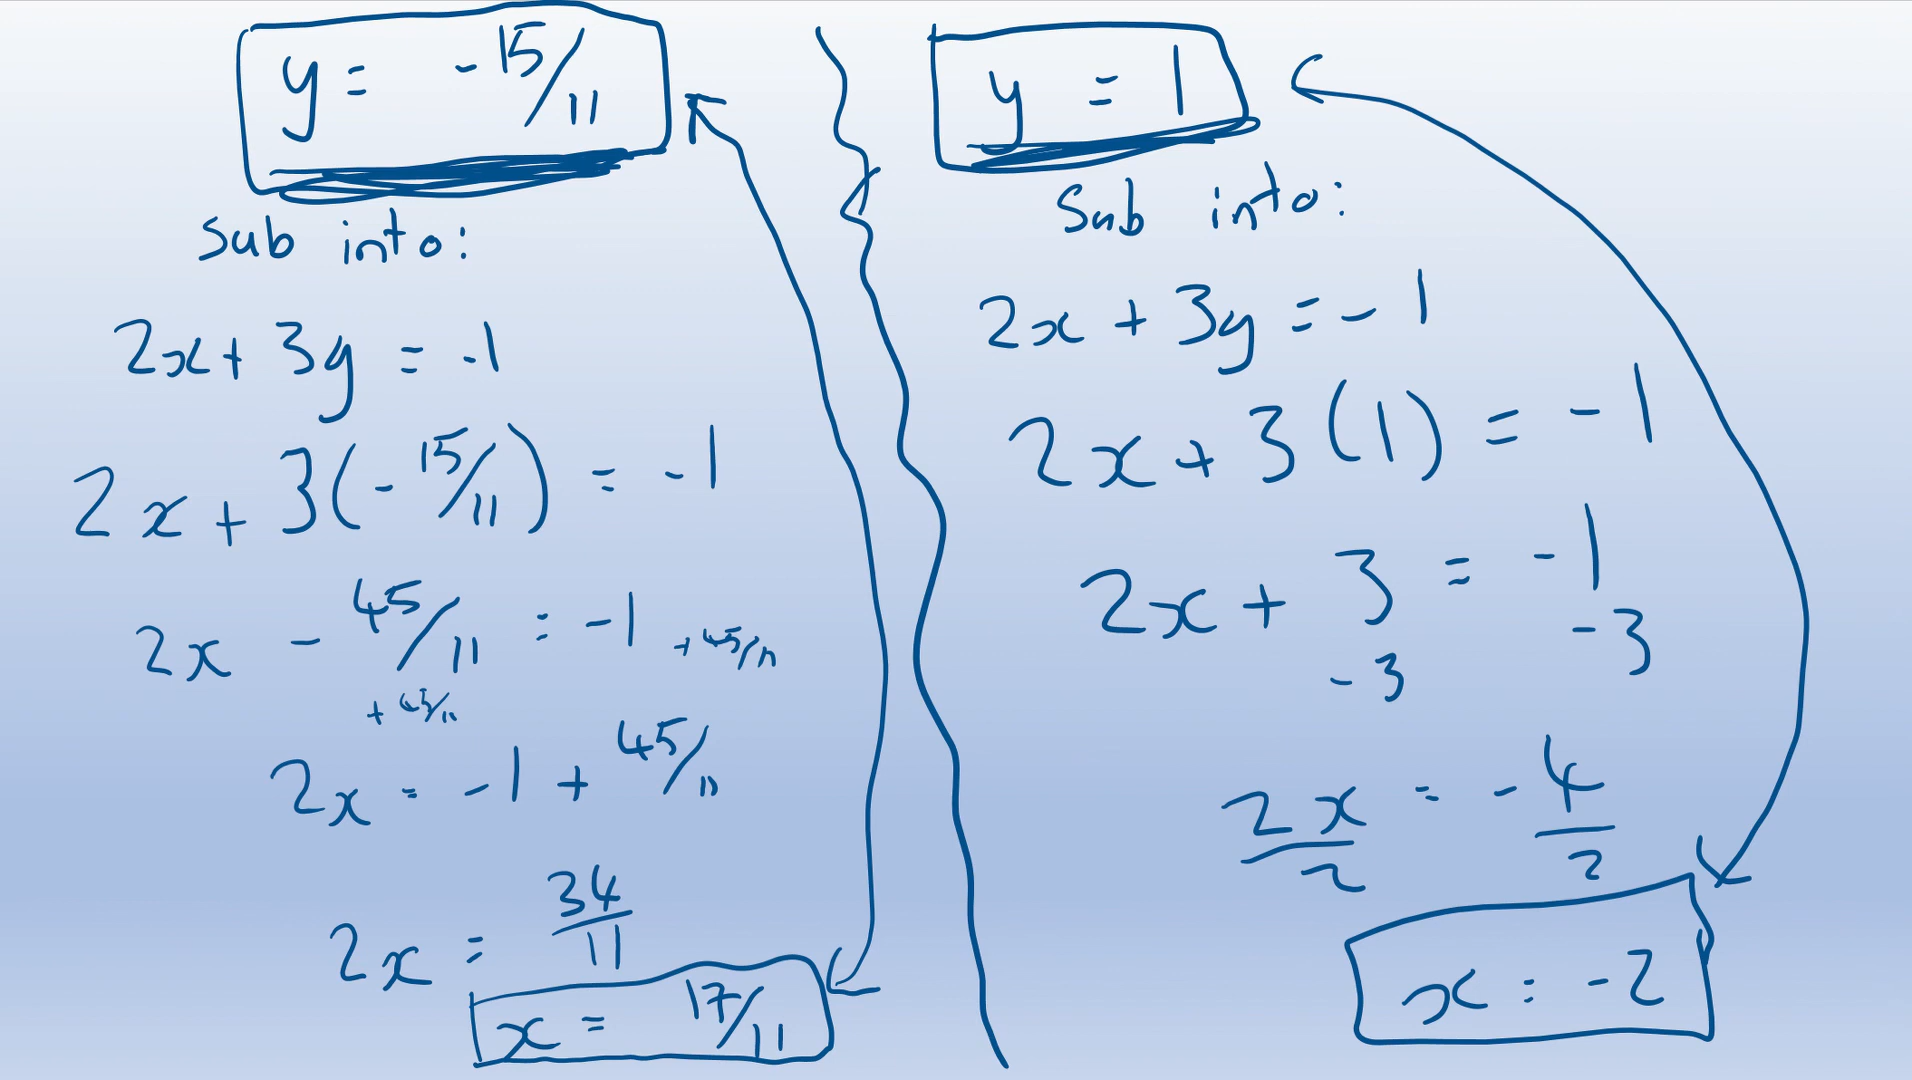 y = -15/11
Sub into:
2x + 3y = -1
2x + 3(-15/11) = -1
2x - 45/11 = -1 + 45/11
+ 45/11
2x = -1 + 45/11
2x = 34/11
x = 17/11
y = 1
Sub into:
2x + 3y = -1
2x + 3(1) = -1
2x + 3 = -1
-3 -3
2x/2 = -4/2
x = -2